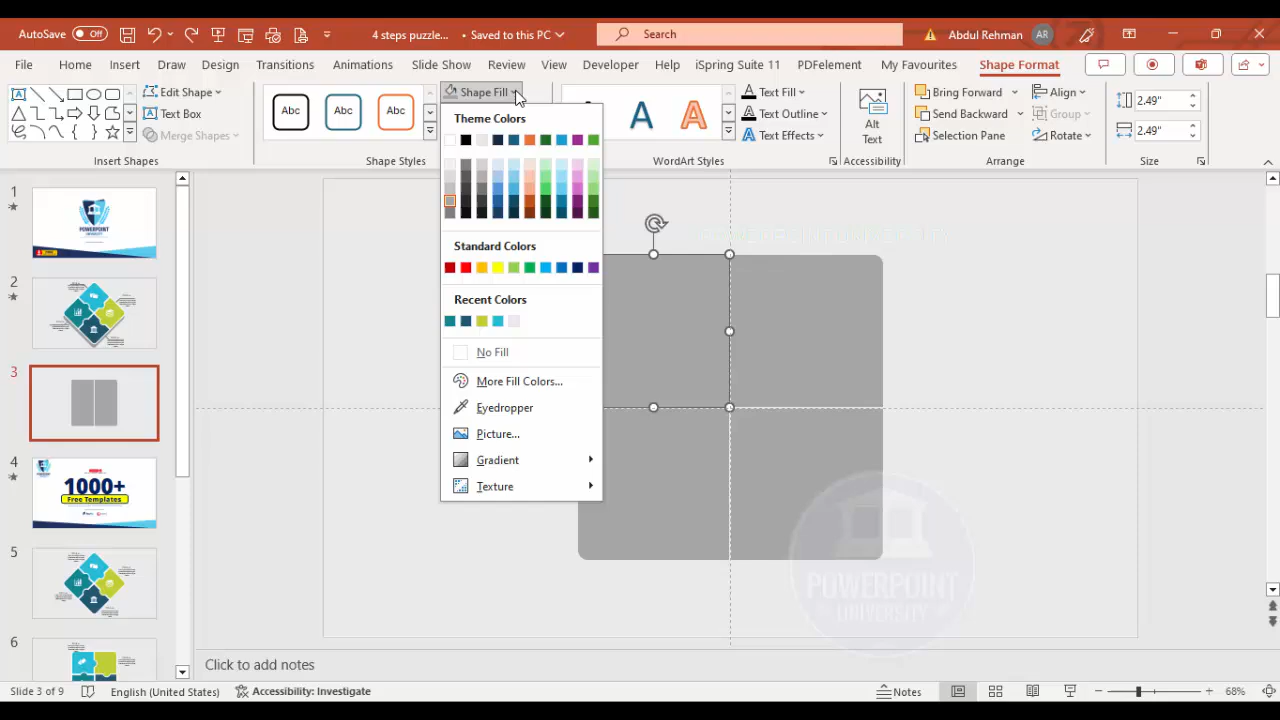 AutoSave Off 4 steps puzzle... • Saved to this PC Search Abdul Rehman AR
File Home Insert Draw Design Transitions Animations Slide Show Review View Developer Help iSpring Suite 11 PDFelement My Favourites Shape Format
Edit Shape
Text Box
Merge Shapes
Insert Shapes
Abc Abc Abc
Shape Styles
Shape Fill
Theme Colors
Standard Colors
Recent Colors
No Fill
More Fill Colors...
Eyedropper
Picture...
Gradient
Texture
A A
Text Fill
Text Outline
Text Effects
WordArt Styles
Alt
Text
Accessibility
Bring Forward
Send Backward
Selection Pane
Align
Group
Rotate
Arrange
2.49"
2.49"
Size
1
POWERPOINT
UNIVERSITY
2
3
4
1000+
Free Templates
5
6
POWERPOINT
UNIVERSITY
Click to add notes
Slide 3 of 9 English (United States) Accessibility: Investigate Notes 68%